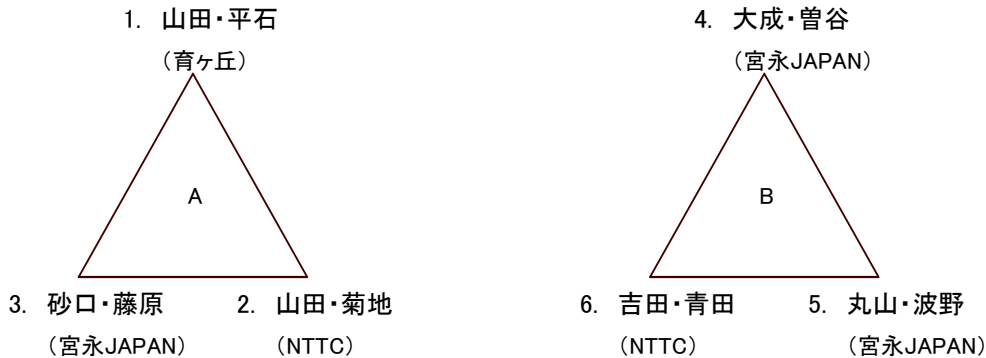 1. 山田・平石
（育ヶ丘）
A
3. 砂口・藤原
（宮永JAPAN）
2. 山田・菊地
（NTTC）
4. 大成・曽谷
（宮永JAPAN）
B
6. 吉田・青田
（NTTC）
5. 丸山・波野
（宮永JAPAN）